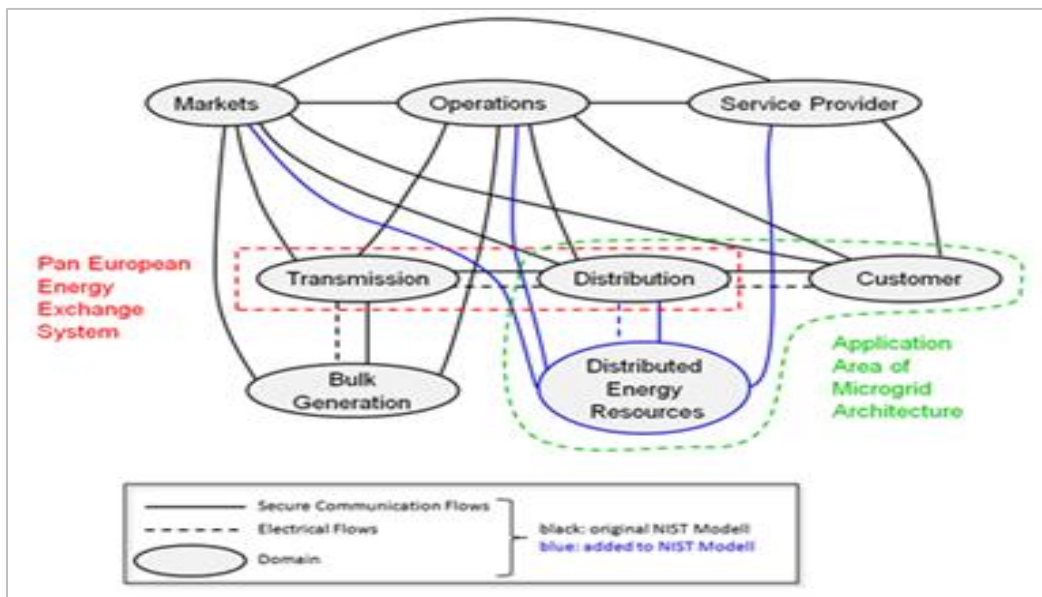 Markets
Operations
Service Provider
Pan European
Energy
Exchange
System
Transmission
Distribution
Customer
Bulk
Generation
Distributed
Energy
Resources
Application
Area of
Microgrid
Architecture
Secure Communication Flows
Electrical Flows
Domain
black: original NIST Modell
blue: added to NIST Modell